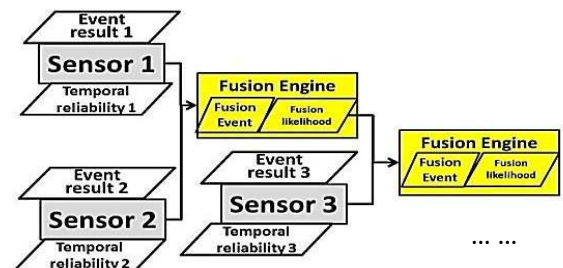 Event
result 1
Sensor 1
Temporal
reliability 1
Event
result 2
Sensor 2
Temporal
reliability 2
Fusion Engine
Fusion
Event
Fusion
likelihood
Event
result 3
Sensor 3
Temporal
reliability 3
Fusion Engine
Fusion
Event
Fusion
likelihood
... ...